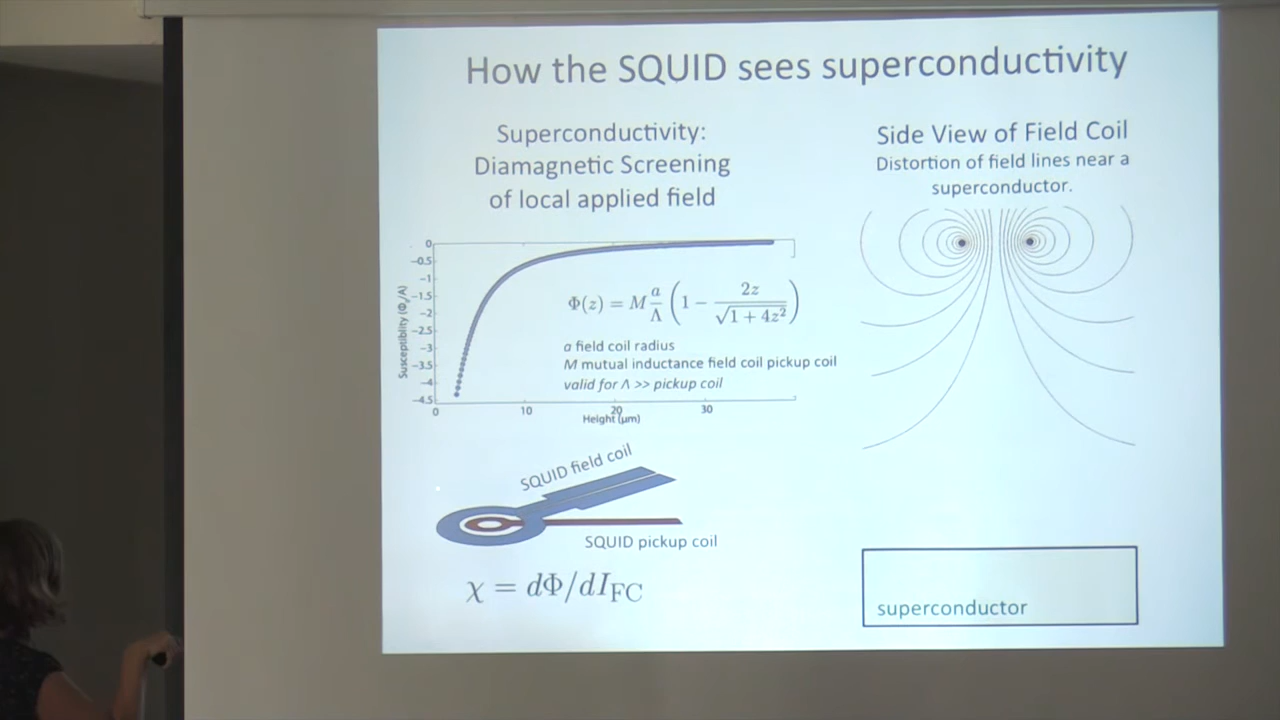 How the SQUID sees superconductivity
Superconductivity:
Diamagnetic Screening
of local applied field
Side View of Field Coil
Distortion of field lines near a
superconductor.
Susceptibility (Φ₀/A)
0
−0.5
−1
−1.5
−2
−2.5
−3
−3.5
−4
−4.5
0 10 20 30
Height (μm)
Φ(z) = M a/Λ (1 − 2z/√(1 + 4z²))
a field coil radius
M mutual inductance field coil pickup coil
valid for Λ >> pickup coil
SQUID field coil
SQUID pickup coil
χ = dΦ/dI_FC
superconductor